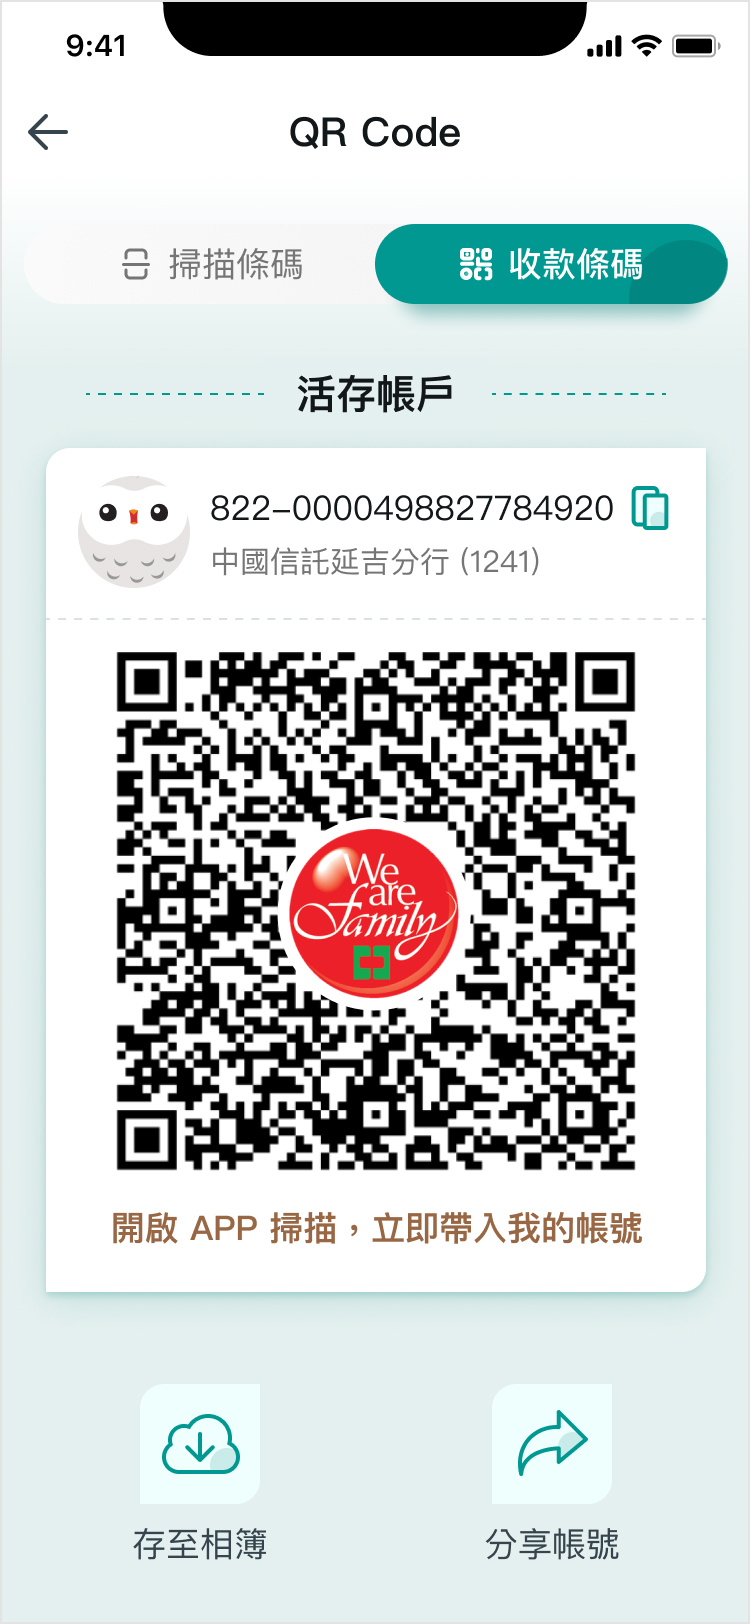 9:41
QR Code
掃描條碼
收款條碼
活存帳戶
822-0000498827784920
中國信託延吉分行 (1241)
We
are
Family
開啟 APP 掃描，立即帶入我的帳號
存至相簿
分享帳號